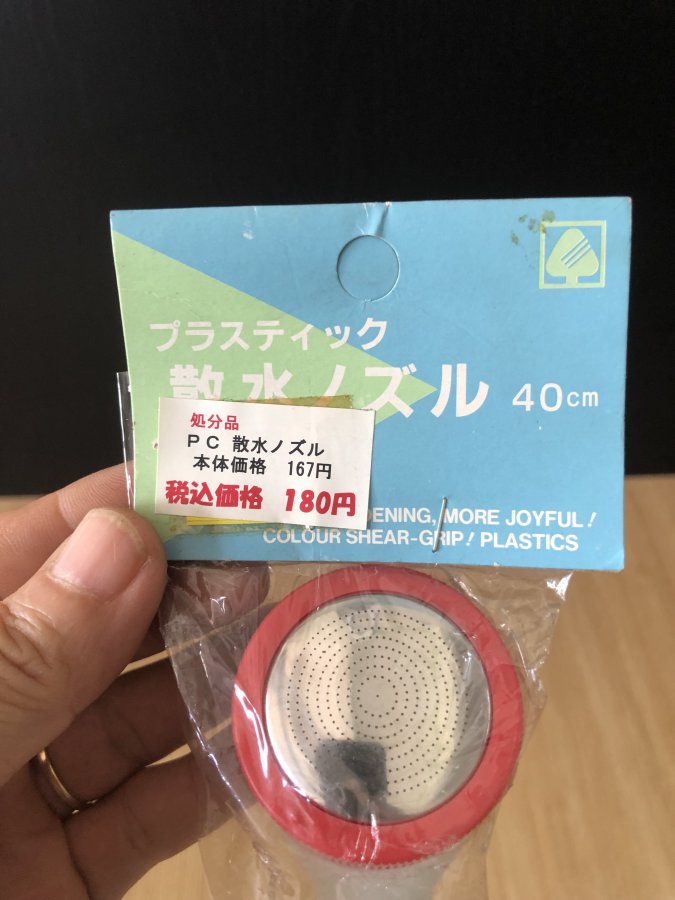 プラスティック
散水ノズル 40cm
処分品
PC 散水ノズル
本体価格 167円
税込価格 180円
DENING, MORE JOYFUL!
COLOUR SHEAR-GRIP! PLASTICS